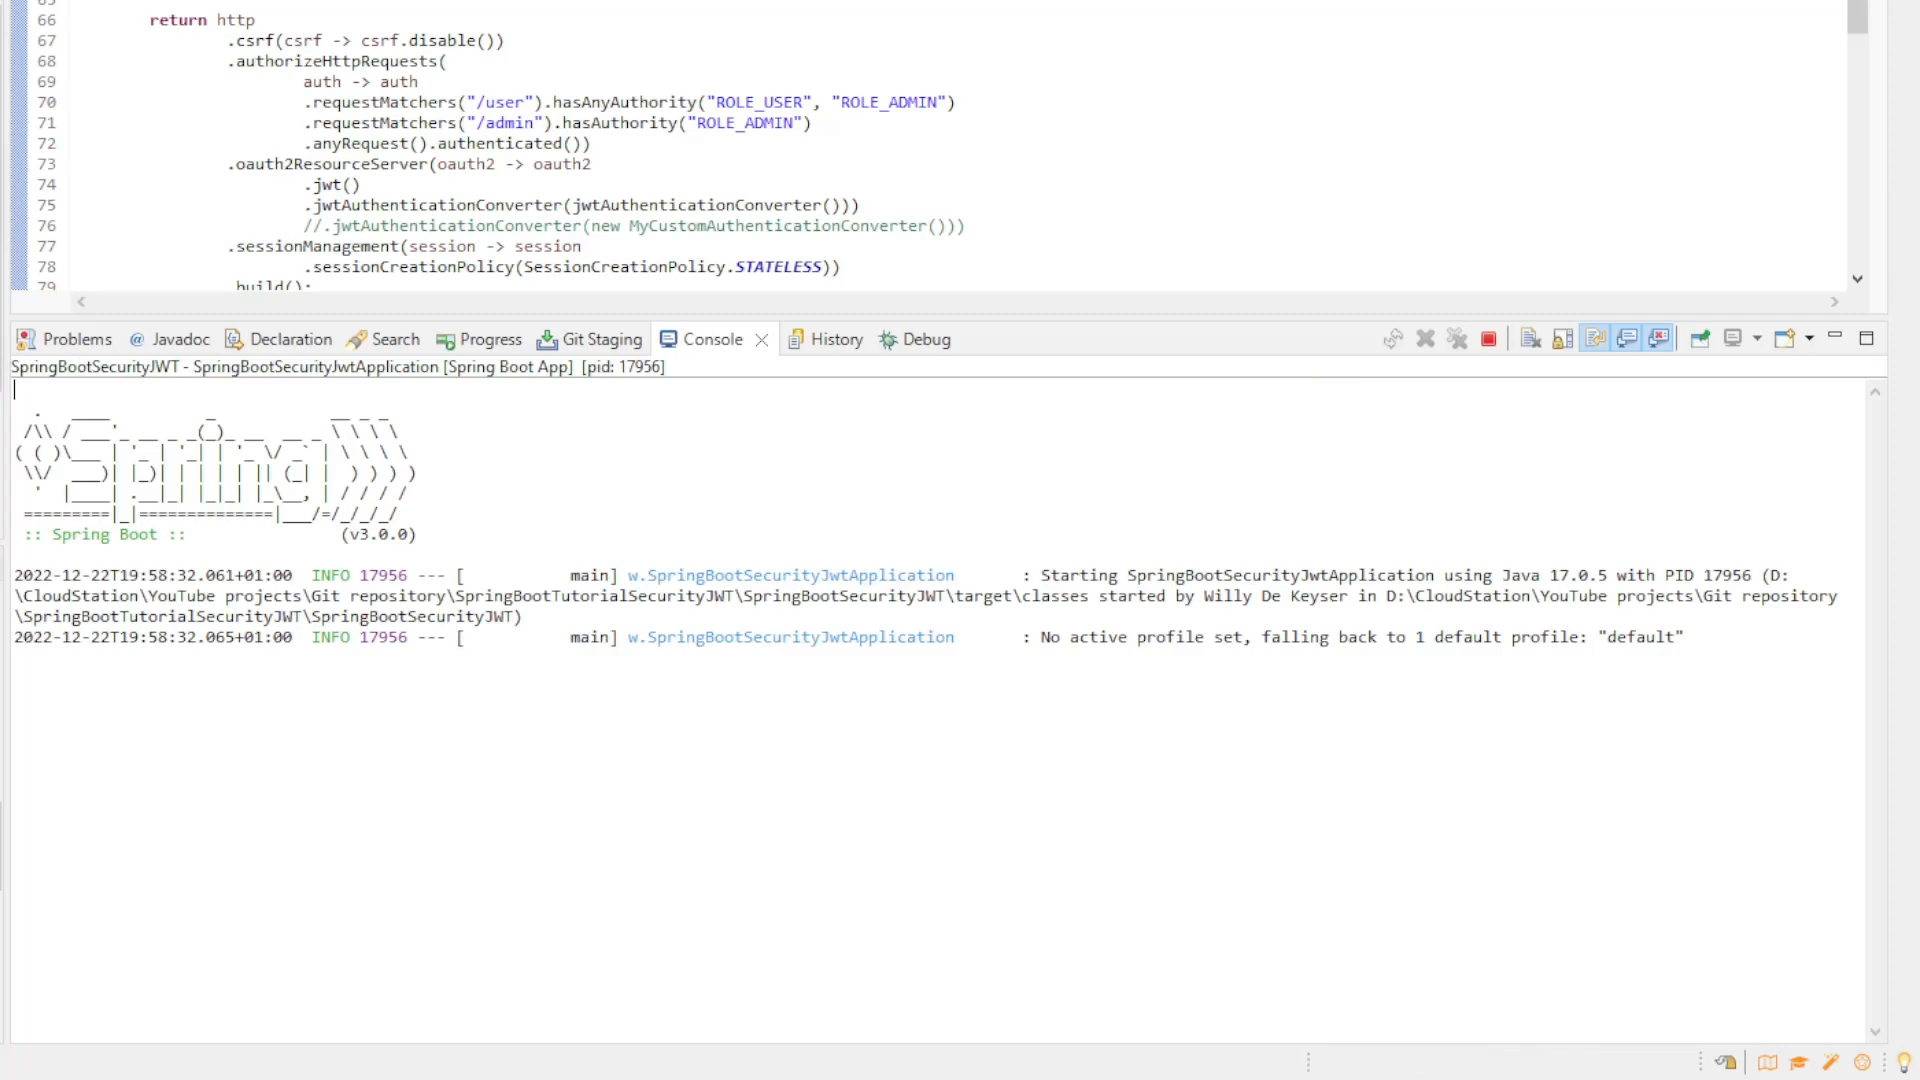 66 return http
67 .csrf(csrf -> csrf.disable())
68 .authorizeHttpRequests(
69 auth -> auth
70 .requestMatchers("/user").hasAnyAuthority("ROLE_USER", "ROLE_ADMIN")
71 .requestMatchers("/admin").hasAuthority("ROLE_ADMIN")
72 .anyRequest().authenticated())
73 .oauth2ResourceServer(oauth2 -> oauth2
74 .jwt()
75 .jwtAuthenticationConverter(jwtAuthenticationConverter()))
76 //.jwtAuthenticationConverter(new MyCustomAuthenticationConverter()))
77 .sessionManagement(session -> session
78 .sessionCreationPolicy(SessionCreationPolicy.STATELESS))
79 .build();
Problems @ Javadoc Declaration Search Progress Git Staging Console History Debug
SpringBootSecurityJWT - SpringBootSecurityJwtApplication [Spring Boot App] [pid: 17956]
Spring
:: Spring Boot :: (v3.0.0)
2022-12-22T19:58:32.061+01:00 INFO 17956 --- [ main] w.SpringBootSecurityJwtApplication : Starting SpringBootSecurityJwtApplication using Java 17.0.5 with PID 17956 (D:
\CloudStation\YouTube projects\Git repository\SpringBootTutorialSecurityJWT\SpringBootSecurityJWT\target\classes started by Willy De Keyser in D:\CloudStation\YouTube projects\Git repository
\SpringBootTutorialSecurityJWT\SpringBootSecurityJWT)
2022-12-22T19:58:32.065+01:00 INFO 17956 --- [ main] w.SpringBootSecurityJwtApplication : No active profile set, falling back to 1 default profile: "default"